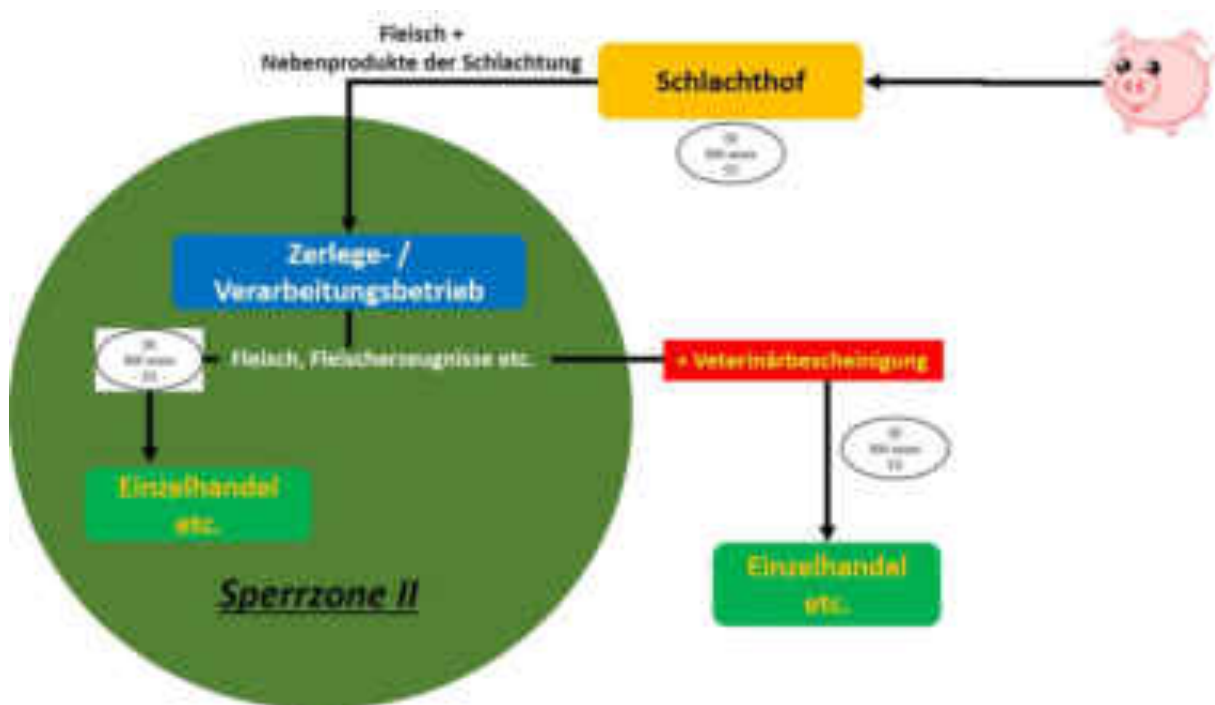 Fleisch +
Nebenprodukte der Schlachtung
Schlachthof
Zerlege- /
Verarbeitungsbetrieb
Fleisch, Fleischerzeugnisse etc.
+ Veterinärbescheinigung
Einzelhandel
etc.
Einzelhandel
etc.
Sperrzone II